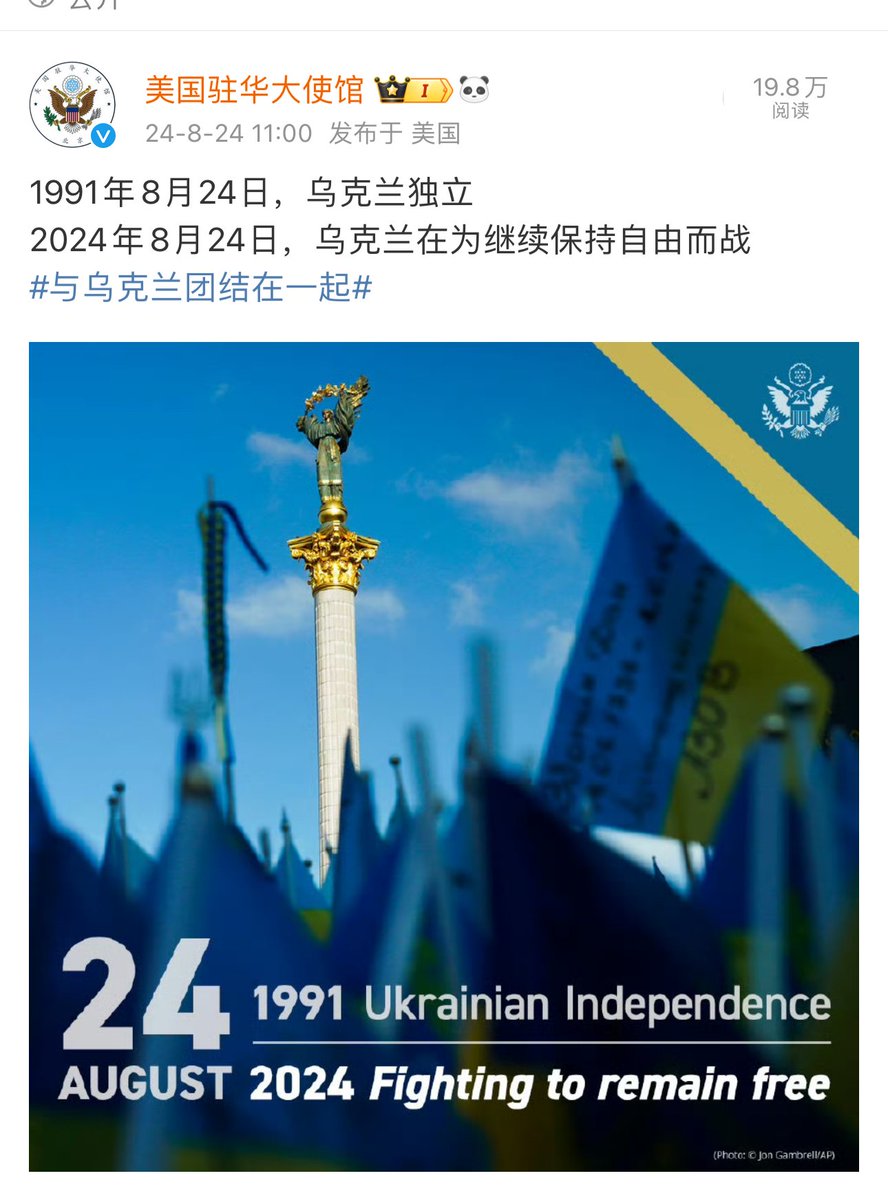 美国驻华大使馆
I
19.8万
阅读
24-8-24 11:00 发布于 美国
1991年8月24日，乌克兰独立
2024年8月24日，乌克兰在为继续保持自由而战
#与乌克兰团结在一起#
130В
24
AUGUST
1991 Ukrainian Independence
2024 Fighting to remain free
(Photo: © Jon Gambrell/AP)